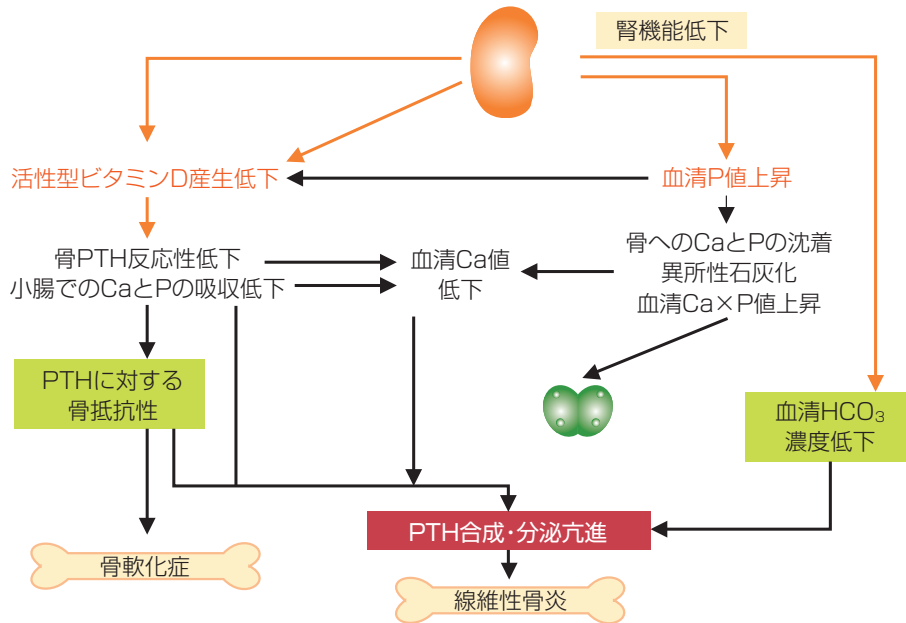 腎機能低下
活性型ビタミンD産生低下
血清P値上昇
骨PTH反応性低下
小腸でのCaとPの吸収低下
血清Ca値
低下
骨へのCaとPの沈着
異所性石灰化
血清Ca×P値上昇
PTHに対する
骨抵抗性
血清HCO₃
濃度低下
PTH合成・分泌亢進
骨軟化症
線維性骨炎